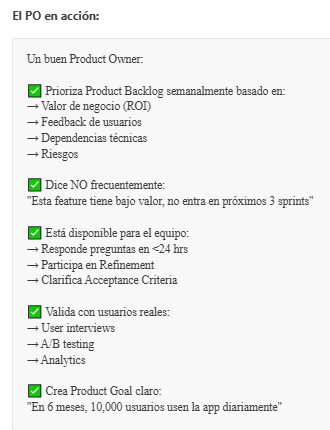 El PO en acción:
Un buen Product Owner:
✅ Prioriza Product Backlog semanalmente basado en:
→ Valor de negocio (ROI)
→ Feedback de usuarios
→ Dependencias técnicas
→ Riesgos
✅ Dice NO frecuentemente:
"Esta feature tiene bajo valor, no entra en próximos 3 sprints"
✅ Está disponible para el equipo:
→ Responde preguntas en <24 hrs
→ Participa en Refinement
→ Clarifica Acceptance Criteria
✅ Valida con usuarios reales:
→ User interviews
→ A/B testing
→ Analytics
✅ Crea Product Goal claro:
"En 6 meses, 10,000 usuarios usen la app diariamente"